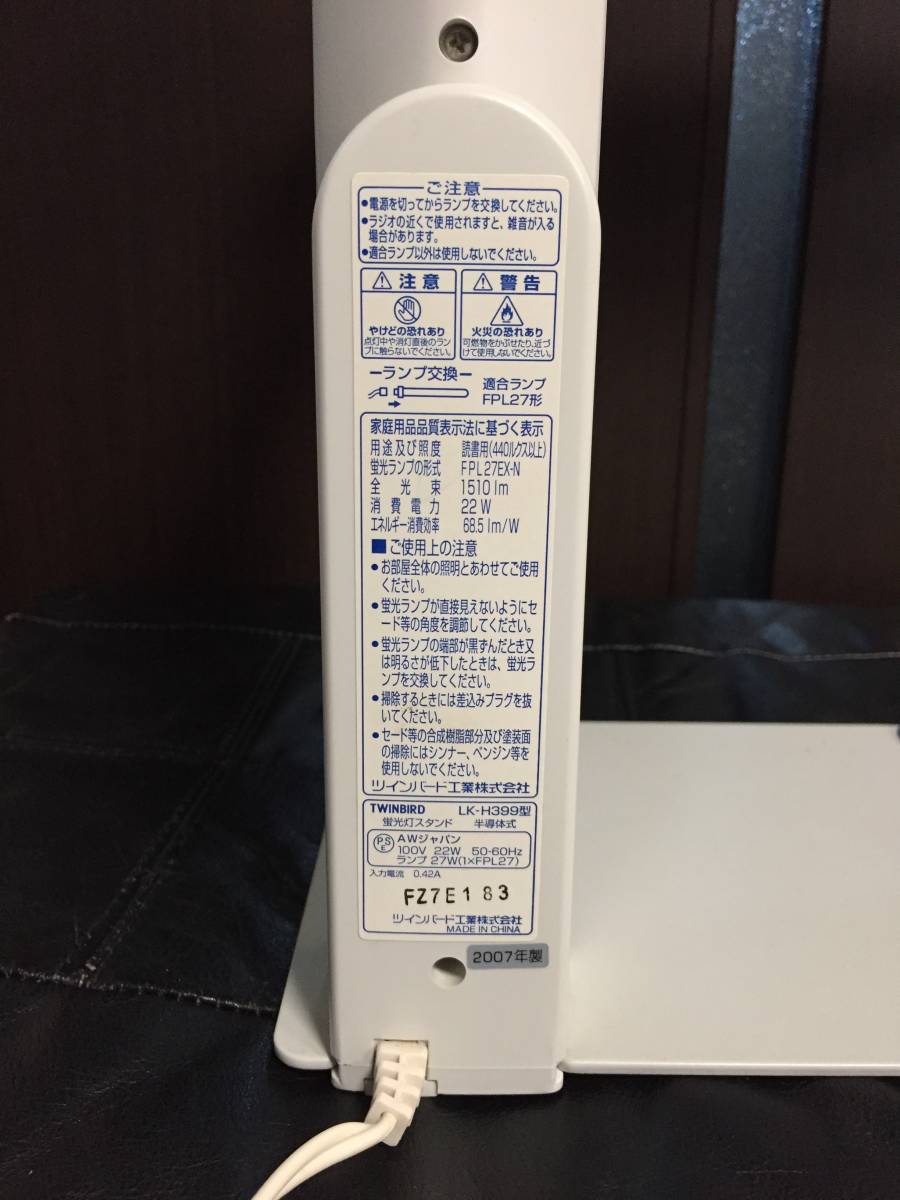 ご注意
●電源を切ってからランプを交換してください。
●ラジオの近くで使用されますと、雑音が入る
場合があります。
●適合ランプ以外は使用しないでください。
⚠注意
やけどの恐れあり
点灯中や消灯直後のラン
プに触らないでください。
⚠警告
火災の恐れあり
可燃物をかぶせたり、近づ
けて使用しないでください。
ーランプ交換ー
適合ランプ
FPL27形
家庭用品品質表示法に基づく表示
用途及び照度 読書用(440ルクス以上)
蛍光ランプの形式 FPL27EX-N
全光束 1510 lm
消費電力 22W
エネルギー消費効率 68.5 lm/W
■ご使用上の注意
●お部屋全体の照明とあわせてご使用
ください。
●蛍光ランプが直接見えないようにセ
ード等の角度を調節してください。
●蛍光ランプの端部が黒ずんだとき又
は明るさが低下したときは、蛍光ラ
ンプを交換してください。
●掃除するときには差込みプラグを抜
いてください。
●セード等の合成樹脂部分及び塗装面
の掃除にはシンナー、ベンジン等を
使用しないでください。
ツインバード工業株式会社
TWINBIRD LK-H399型
蛍光灯スタンド 半導体式
PSE AWジャパン
100V 22W 50-60Hz
ランプ 27W(1×FPL27)
入力電流 0.42A
FZ7E183
ツインバード工業株式会社
MADE IN CHINA
2007年製